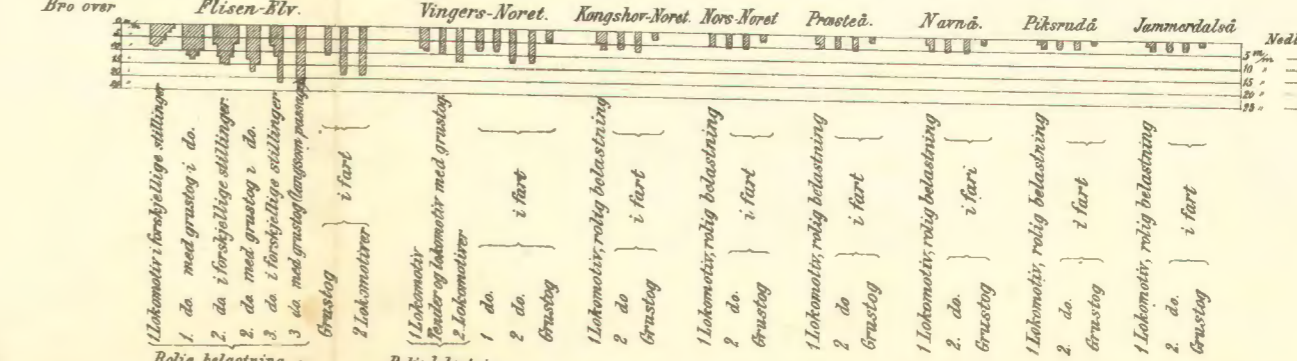 Bro over Flisen-Elv. Vingers-Noret. Kongshov-Noret. Nors-Noret Præsteå. Navnå. Piksrudå Jammerdalså
5 m/m
10 "
15 "
20 "
25 "
1 Lokomotiv i forskjellige stillinger
1. do. med grustog i do.
2. do i forskjellige stillinger
2. do med grustog i do.
3. do i forskjellige stillinger
3 do med grustog (langsom passage)
Grustog
2 Lokomotiver
i fart
1 Lokomotiv
Tender og lokomotiv med grustog
2. Lokomotiver
1 do.
2 do.
Grustog
i fart
1 Lokomotiv, rolig belastning
2 do
Grustog
i fart
1 Lokomotiv, rolig belastning
2 do.
Grustog
i fart
1 Lokomotiv, rolig belastning
2 do
Grustog
i fart
1 Lokomotiv, rolig belastning
2 do.
Grustog
i fart
1 Lokomotiv, rolig belastning
2. do.
Grustog
i fart
1 Lokomotiv, rolig belastning
2. do.
Grustog
i fart
Rolig belastning